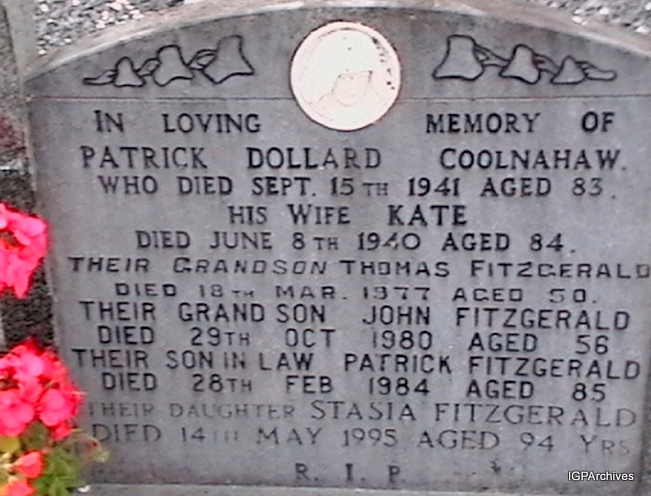 IN LOVING MEMORY OF
PATRICK DOLLARD COOLNAHAW.
WHO DIED SEPT. 15TH 1941 AGED 83.
HIS WIFE KATE
DIED JUNE 8TH 1940 AGED 84.
THEIR GRANDSON THOMAS FITZGERALD
DIED 18TH MAR. 1977 AGED 50.
THEIR GRANDSON JOHN FITZGERALD
DIED 29TH OCT 1980 AGED 56
THEIR SON IN LAW PATRICK FITZGERALD
DIED 28TH FEB 1984 AGED 85
THEIR DAUGHTER STASIA FITZGERALD
DIED 14TH MAY 1995 AGED 94 YRS
R. I. P.
IGPArchives